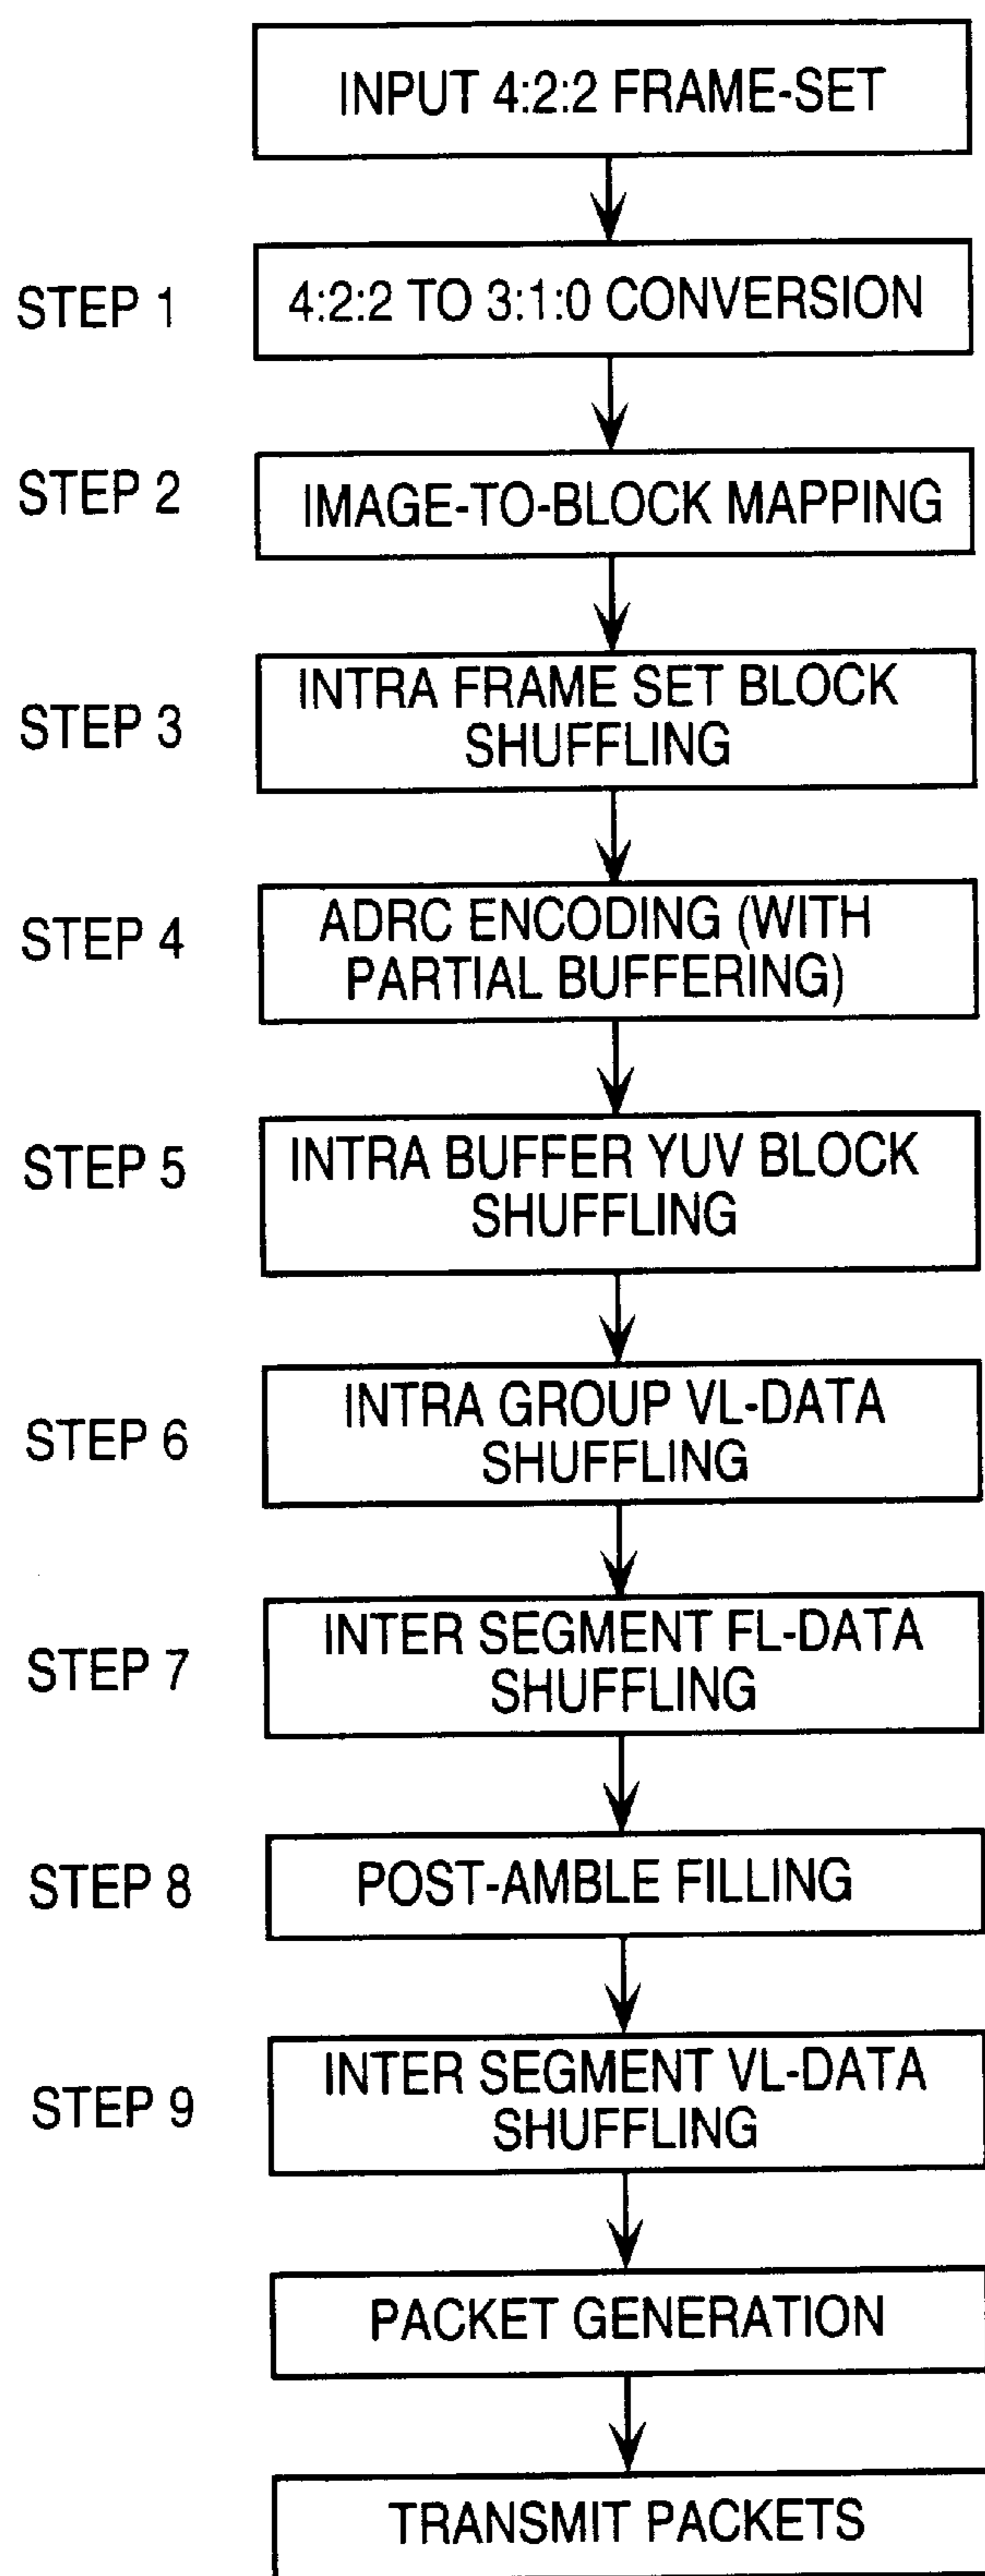 INPUT 4:2:2 FRAME-SET
STEP 1
4:2:2 TO 3:1:0 CONVERSION
STEP 2
IMAGE-TO-BLOCK MAPPING
STEP 3
INTRA FRAME SET BLOCK
SHUFFLING
STEP 4
ADRC ENCODING (WITH
PARTIAL BUFFERING)
STEP 5
INTRA BUFFER YUV BLOCK
SHUFFLING
STEP 6
INTRA GROUP VL-DATA
SHUFFLING
STEP 7
INTER SEGMENT FL-DATA
SHUFFLING
STEP 8
POST-AMBLE FILLING
STEP 9
INTER SEGMENT VL-DATA
SHUFFLING
PACKET GENERATION
TRANSMIT PACKETS